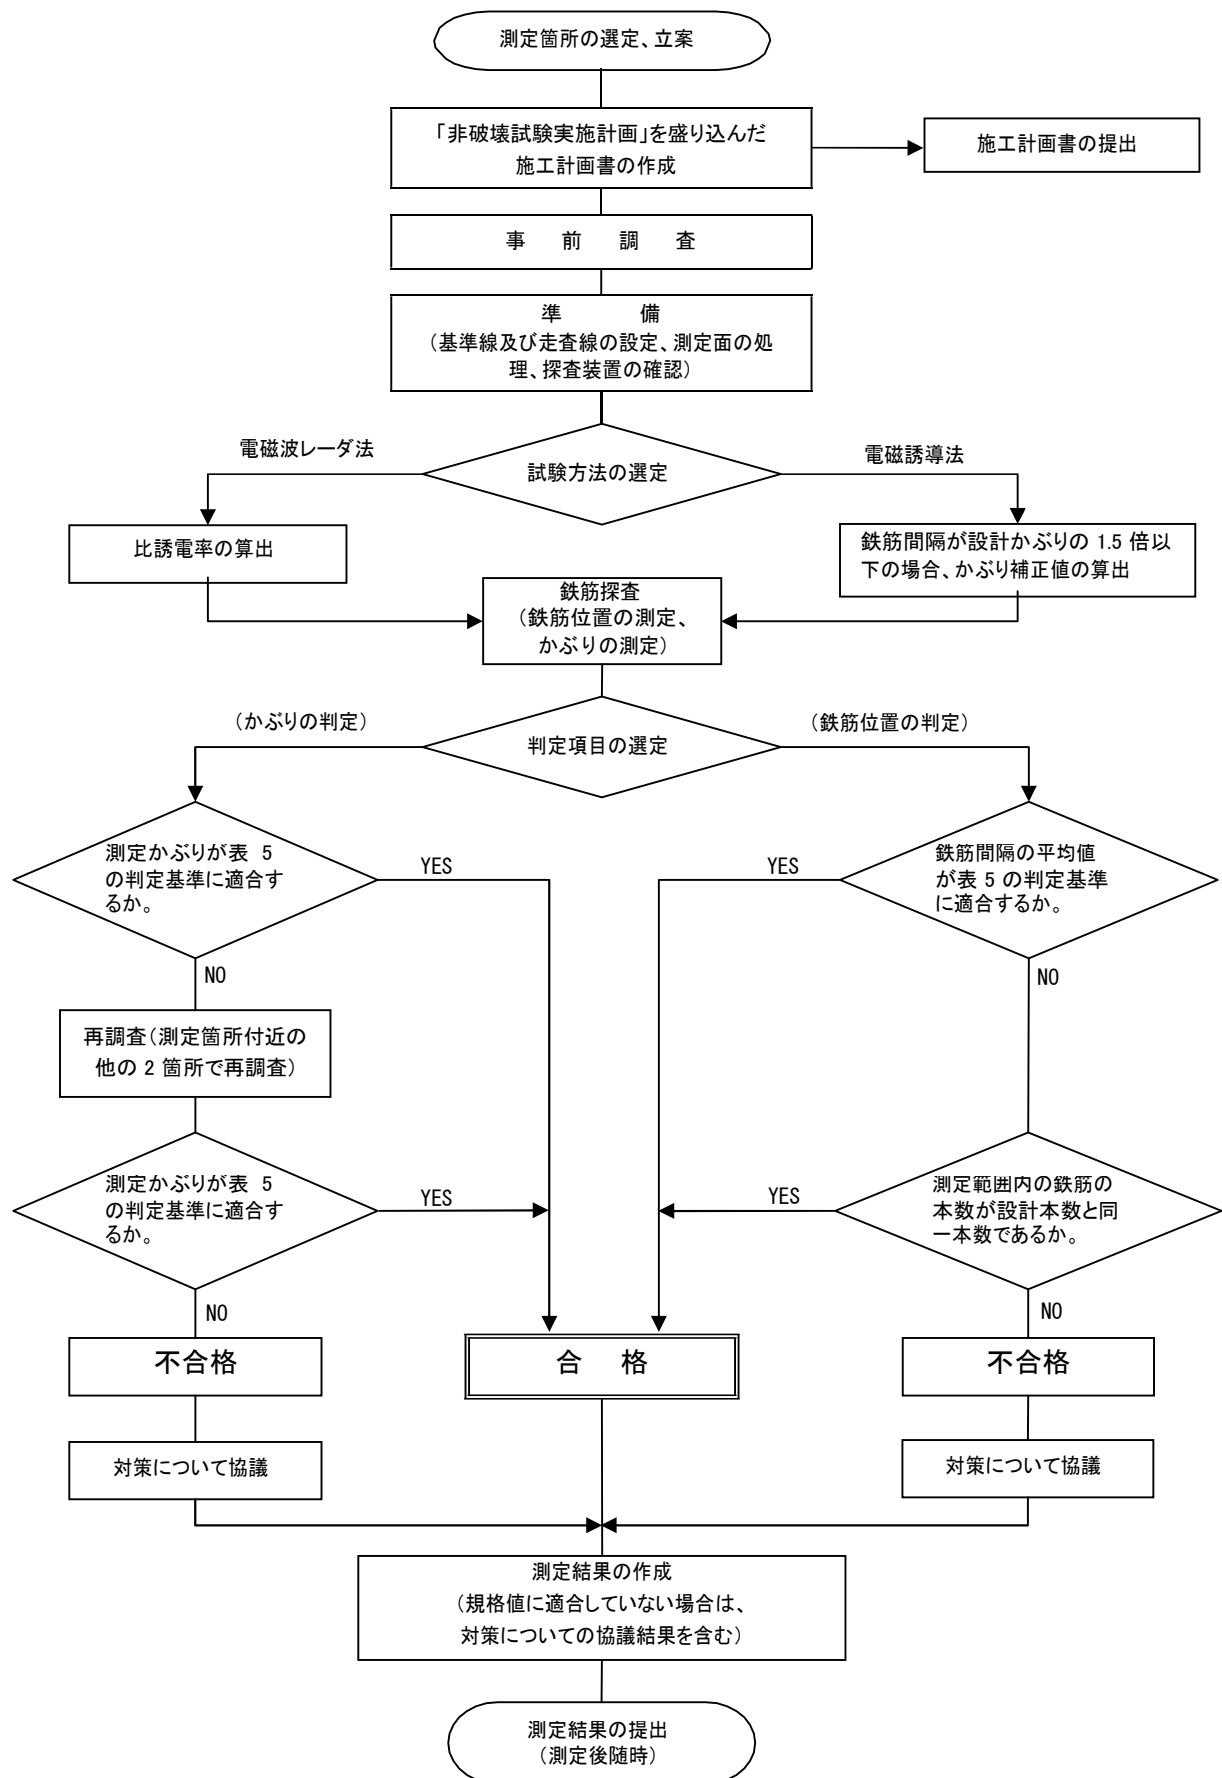 測定箇所の選定、立案
「非破壊試験実施計画」を盛り込んだ
施工計画書の作成
施工計画書の提出
事　前　調　査
準　　　備
(基準線及び走査線の設定、測定面の処
理、探査装置の確認)
電磁波レーダ法
試験方法の選定
電磁誘導法
比誘電率の算出
鉄筋間隔が設計かぶりの 1.5 倍以
下の場合、かぶり補正値の算出
鉄筋探査
(鉄筋位置の測定、
かぶりの測定)
(かぶりの判定)
判定項目の選定
(鉄筋位置の判定)
測定かぶりが表 5
の判定基準に適合す
るか。
YES
YES
鉄筋間隔の平均値
が表 5 の判定基準
に適合するか。
NO
NO
再調査(測定箇所付近の
他の 2 箇所で再調査)
測定かぶりが表 5
の判定基準に適合す
るか。
YES
YES
測定範囲内の鉄筋の
本数が設計本数と同
一本数であるか。
NO
NO
不合格
合　格
不合格
対策について協議
対策について協議
測定結果の作成
(規格値に適合していない場合は、
対策についての協議結果を含む)
測定結果の提出
(測定後随時)